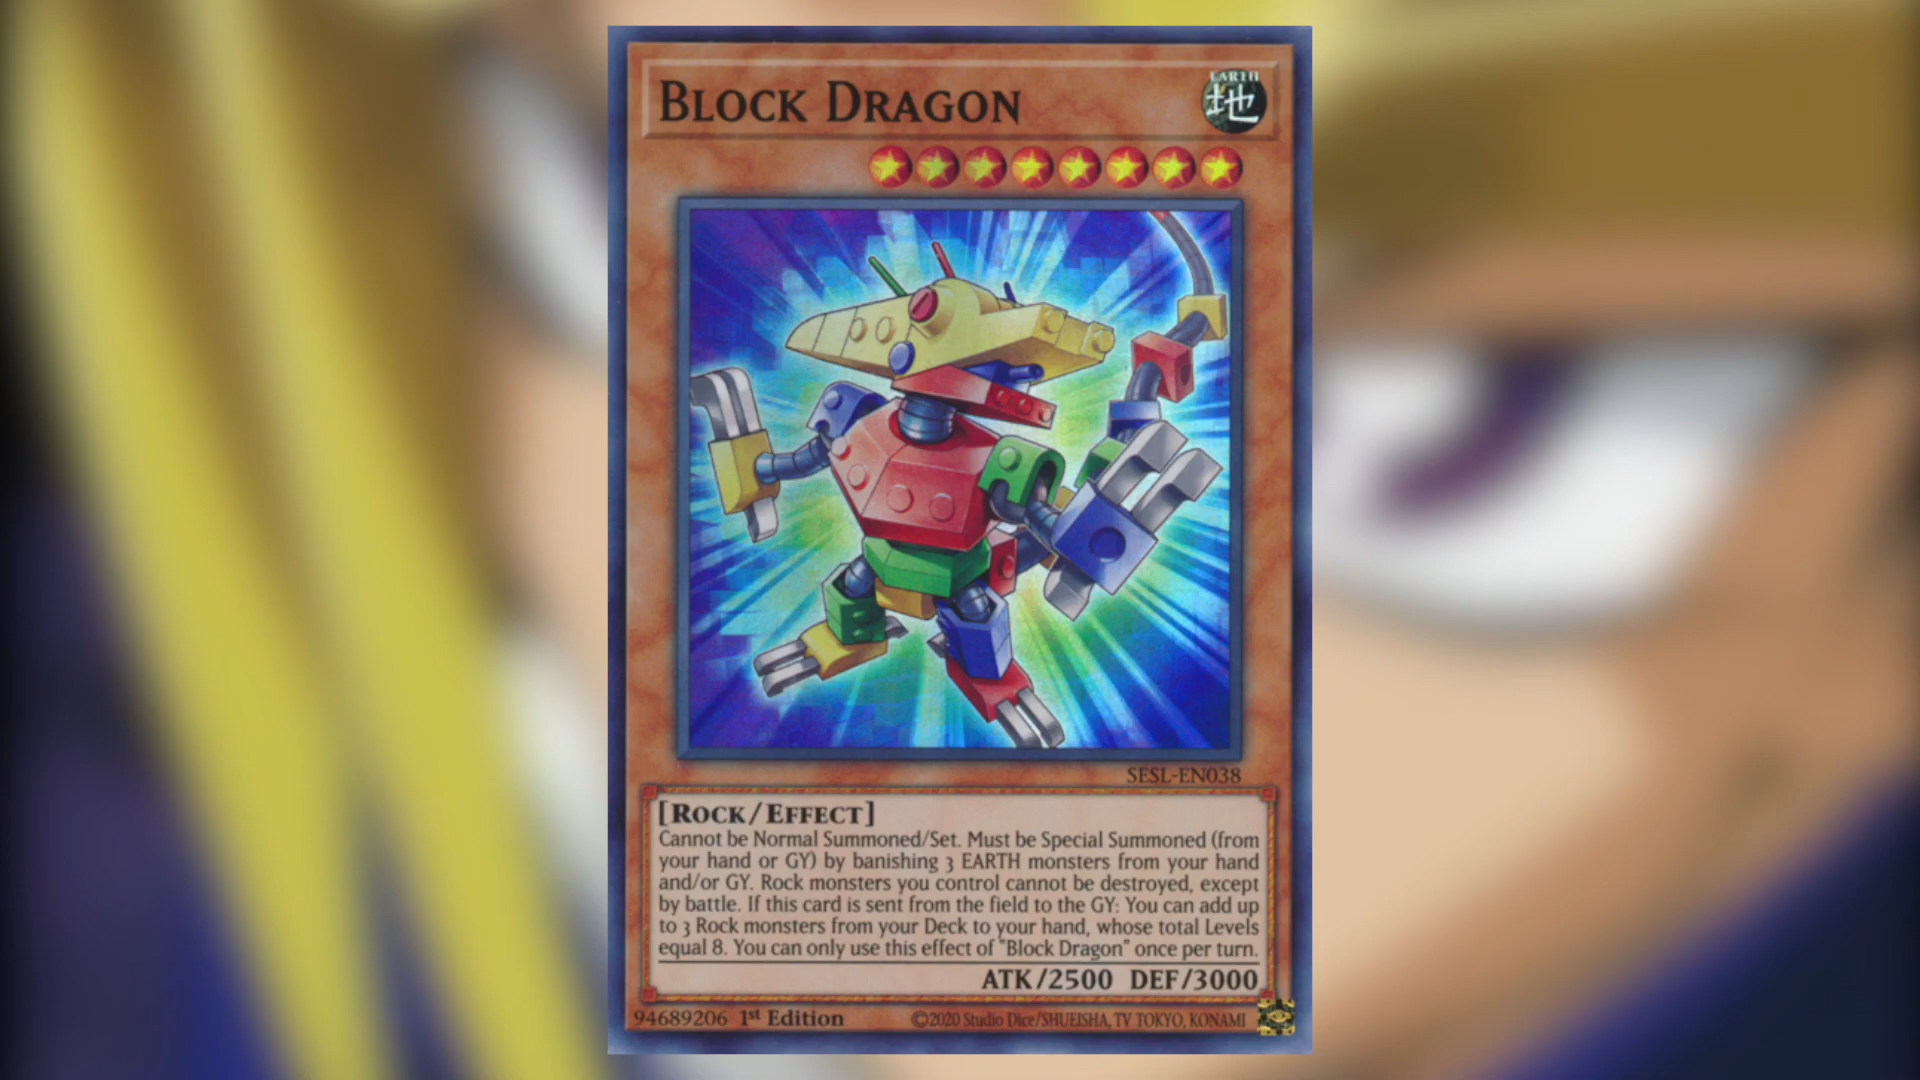 BLOCK DRAGON
EARTH
地
SESL-EN038
[ROCK/EFFECT]
Cannot be Normal Summoned/Set. Must be Special Summoned (from
your hand or GY) by banishing 3 EARTH monsters from your hand
and/or GY. Rock monsters you control cannot be destroyed, except
by battle. If this card is sent from the field to the GY: You can add up
to 3 Rock monsters from your Deck to your hand, whose total Levels
equal 8. You can only use this effect of "Block Dragon" once per turn.
ATK/2500 DEF/3000
94689206 1st Edition
©2020 Studio Dice/SHUEISHA, TV TOKYO, KONAMI